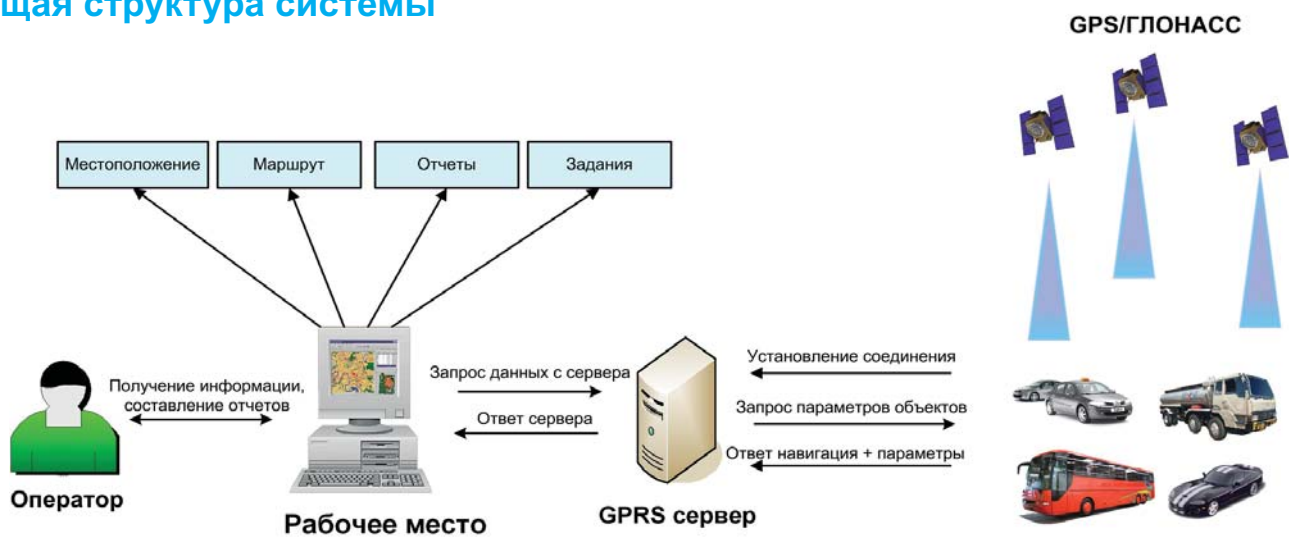 щая структура системы
GPS/ГЛОНАСС
Местоположение
Маршрут
Отчеты
Задания
Получение информации,
составление отчетов
Запрос данных с сервера
Ответ сервера
Установление соединения
Запрос параметров объектов
Ответ навигация + параметры
Оператор
Рабочее место
GPRS сервер